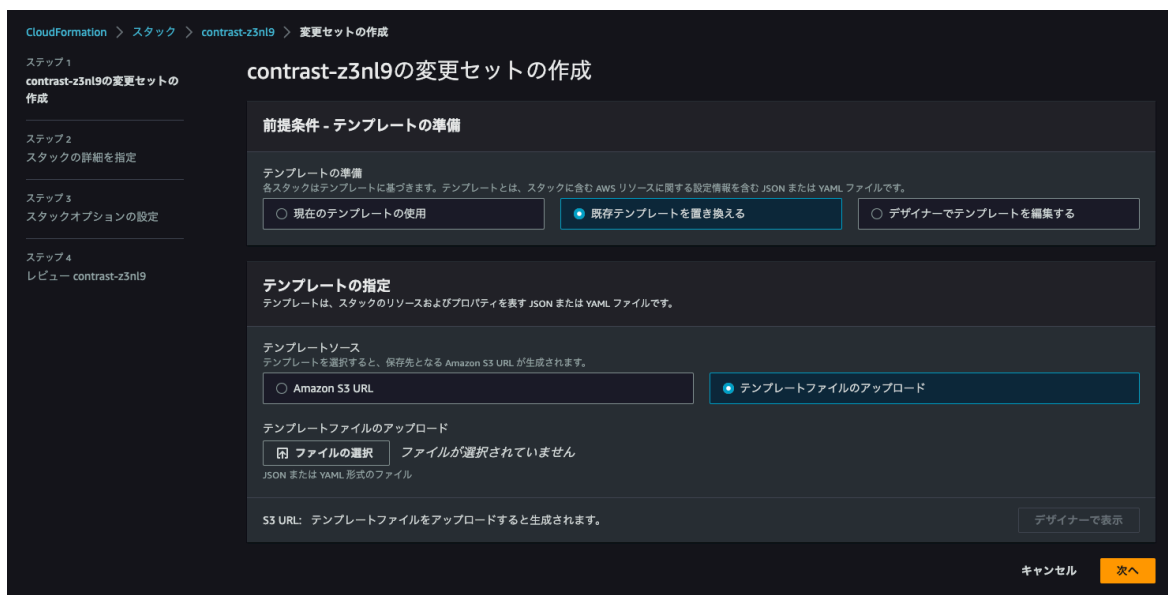 CloudFormation > スタック > contrast-z3nl9 > 変更セットの作成
ステップ 1
contrast-z3nl9の変更セットの
作成
ステップ 2
スタックの詳細を指定
ステップ 3
スタックオプションの設定
ステップ 4
レビュー contrast-z3nl9
contrast-z3nl9の変更セットの作成
前提条件 - テンプレートの準備
テンプレートの準備
各スタックはテンプレートに基づきます。テンプレートとは、スタックに含む AWS リソースに関する設定情報を含む JSON または YAML ファイルです。
現在のテンプレートの使用
既存テンプレートを置き換える
デザイナーでテンプレートを編集する
テンプレートの指定
テンプレートは、スタックのリソースおよびプロパティを表す JSON または YAML ファイルです。
テンプレートソース
テンプレートを選択すると、保存先となる Amazon S3 URL が生成されます。
Amazon S3 URL
テンプレートファイルのアップロード
テンプレートファイルのアップロード
ファイルの選択 ファイルが選択されていません
JSON または YAML 形式のファイル
S3 URL: テンプレートファイルをアップロードすると生成されます。
デザイナーで表示
キャンセル
次へ